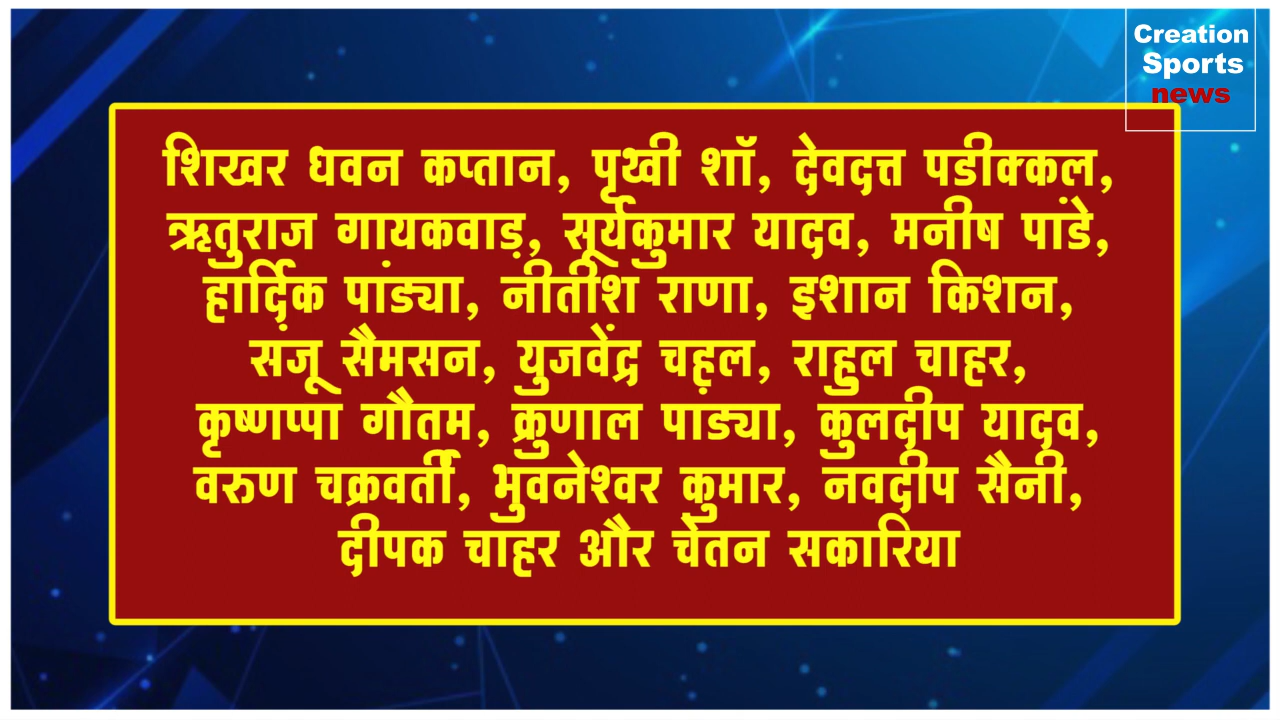 Creation
Sports
news
शिखर धवन कप्तान, पृथ्वी शॉ, देवदत्त पडीक्कल,
ऋतुराज गायकवाड़, सूर्यकुमार यादव, मनीष पांडे,
हार्दिक पांड्या, नीतीश राणा, इशान किशन,
संजू सैमसन, युजवेंद्र चहल, राहुल चाहर,
कृष्णप्पा गौतम, क्रुणाल पांड्या, कुलदीप यादव,
वरुण चक्रवर्ती, भुवनेश्वर कुमार, नवदीप सैनी,
दीपक चाहर और चेतन सकारिया